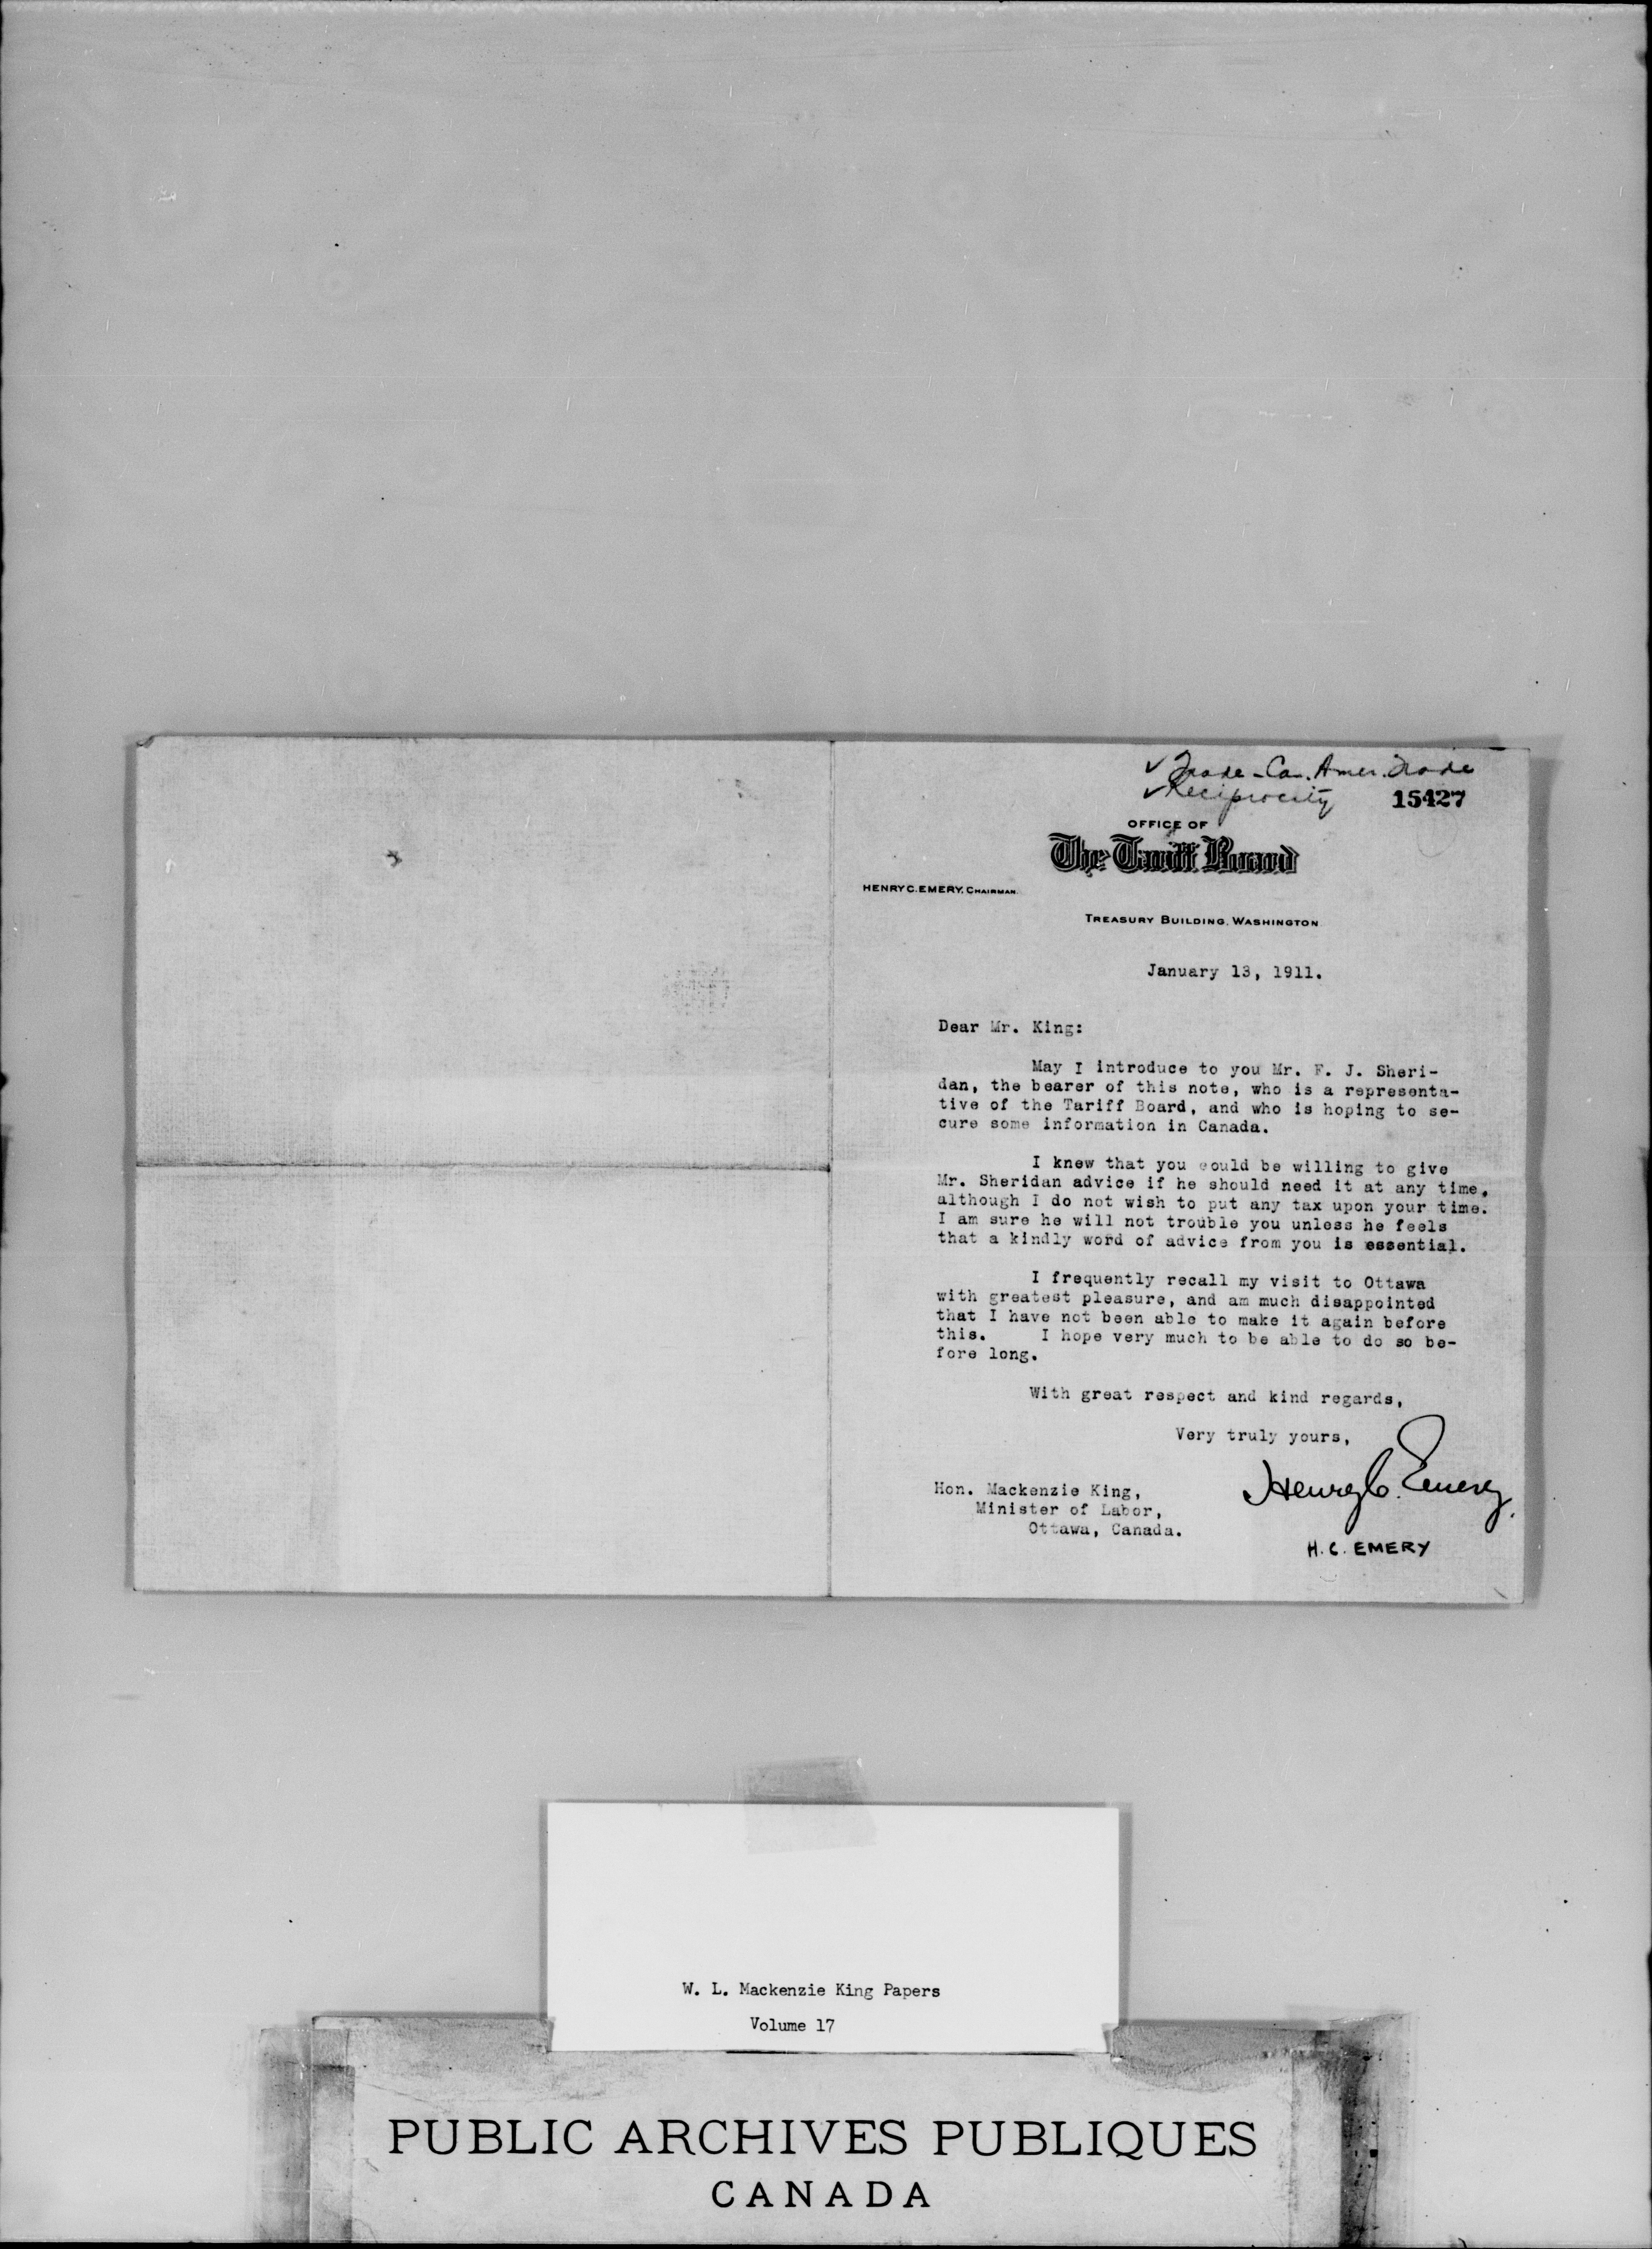 ✓ Trade - Can. Amer. Trade
✓ Reciprocity
15427
OFFICE OF
The Tariff Board
HENRY C. EMERY, CHAIRMAN.
TREASURY BUILDING, WASHINGTON
January 13, 1911.
Dear Mr. King:
May I introduce to you Mr. F. J. Sheri-
dan, the bearer of this note, who is a representa-
tive of the Tariff Board, and who is hoping to se-
cure some information in Canada.
I knew that you would be willing to give
Mr. Sheridan advice if he should need it at any time,
although I do not wish to put any tax upon your time.
I am sure he will not trouble you unless he feels
that a kindly word of advice from you is essential.
I frequently recall my visit to Ottawa
with greatest pleasure, and am much disappointed
that I have not been able to make it again before
this. I hope very much to be able to do so be-
fore long.
With great respect and kind regards,
Very truly yours,
Henry C. Emery.
Hon. Mackenzie King,
Minister of Labor,
Ottawa, Canada.
H. C. EMERY
W. L. Mackenzie King Papers
Volume 17
PUBLIC ARCHIVES PUBLIQUES
CANADA